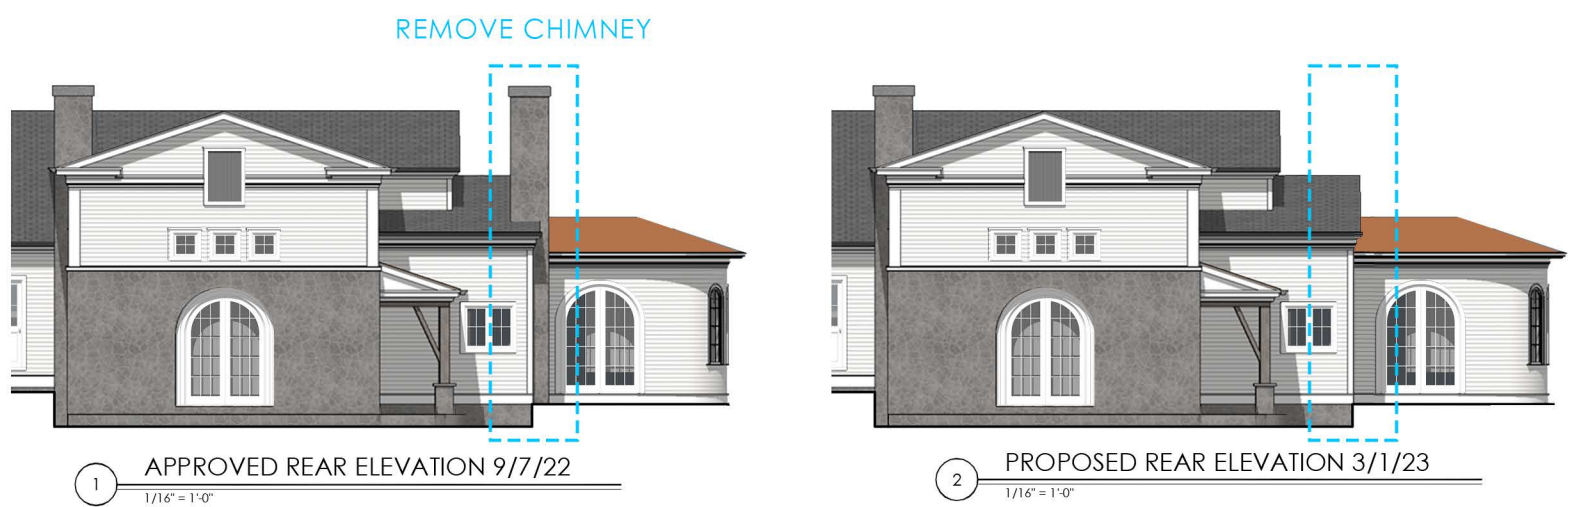 REMOVE CHIMNEY
1
APPROVED REAR ELEVATION 9/7/22
1/16" = 1'-0"
2
PROPOSED REAR ELEVATION 3/1/23
1/16" = 1'-0"